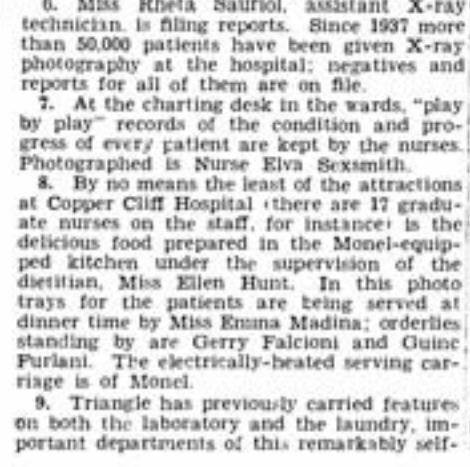 6. Miss Rheta Sauriol, assistant X-ray
technician, is filing reports. Since 1937 more
than 50,000 patients have been given X-ray
photography at the hospital; negatives and
reports for all of them are on file.
7. At the charting desk in the wards, "play
by play" records of the condition and pro-
gress of every patient are kept by the nurses.
Photographed is Nurse Elva Sexsmith.
8. By no means the least of the attractions
at Copper Cliff Hospital (there are 17 gradu-
ate nurses on the staff, for instance) is the
delicious food prepared in the Monel-equip-
ped kitchen under the supervision of the
dietitian, Miss Ellen Hunt. In this photo
trays for the patients are being served at
dinner time by Miss Emma Madina; orderlies
standing by are Gerry Falcioni and Guino
Furlani. The electrically-heated serving car-
riage is of Monel.
9. Triangle has previously carried features
on both the laboratory and the laundry, im-
portant departments of this remarkably self-